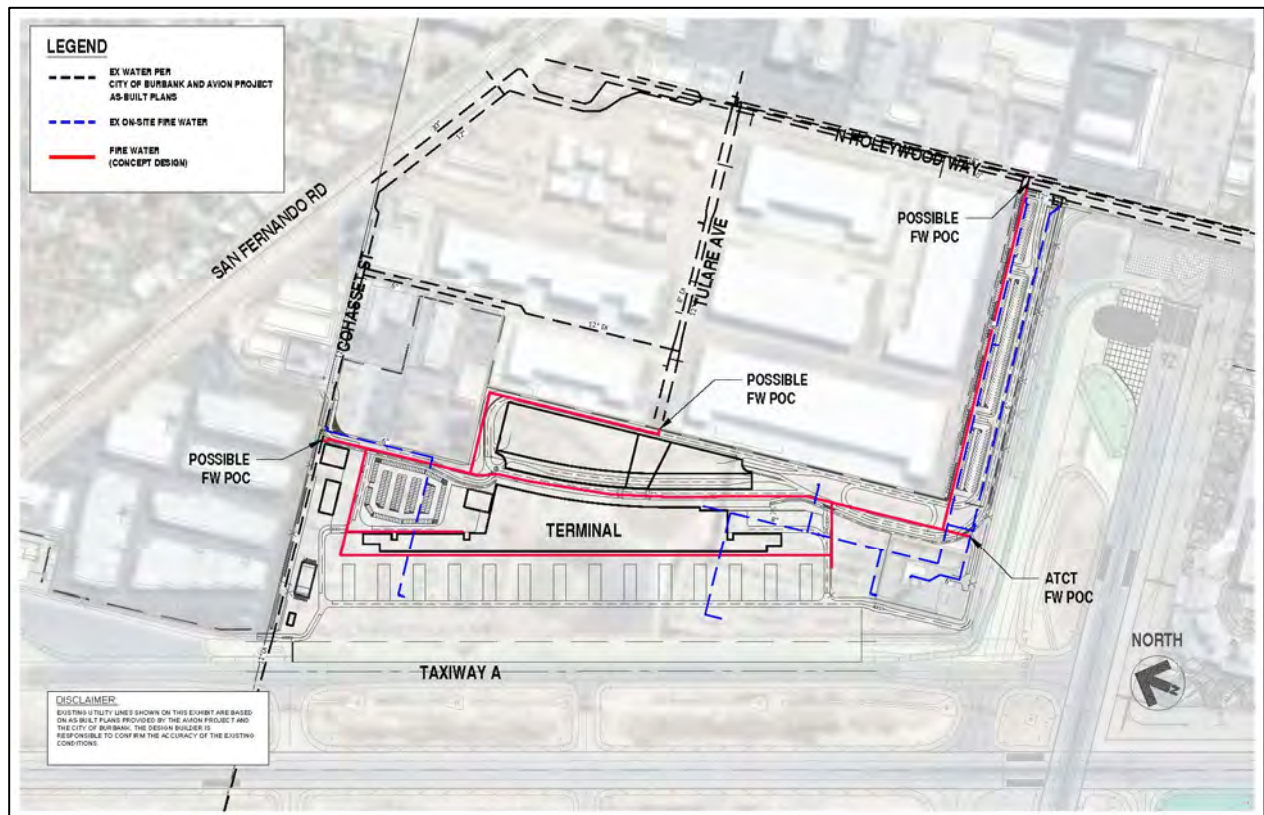 LEGEND
EX WATER PER
CITY OF BURBANK AND AVION PROJECT
AS-BUILT PLANS
EX ON-SITE FIRE WATER
FIRE WATER
(CONCEPT DESIGN)
SAN FERNANDO RD
COHASSET ST
TULARE AVE
N HOLLYWOOD WAY
12" DI
POSSIBLE
FW POC
POSSIBLE
FW POC
POSSIBLE
FW POC
TERMINAL
ATCT
FW POC
NORTH
N
TAXIWAY A
DISCLAIMER:
EXISTING UTILITY LINES SHOWN ON THIS EXHIBIT ARE BASED
ON AS-BUILT PLANS PROVIDED BY THE AVION PROJECT AND
THE CITY OF BURBANK. THE DESIGN BUILDER IS
RESPONSIBLE TO CONFIRM THE ACCURACY OF THE EXISTING
CONDITIONS.